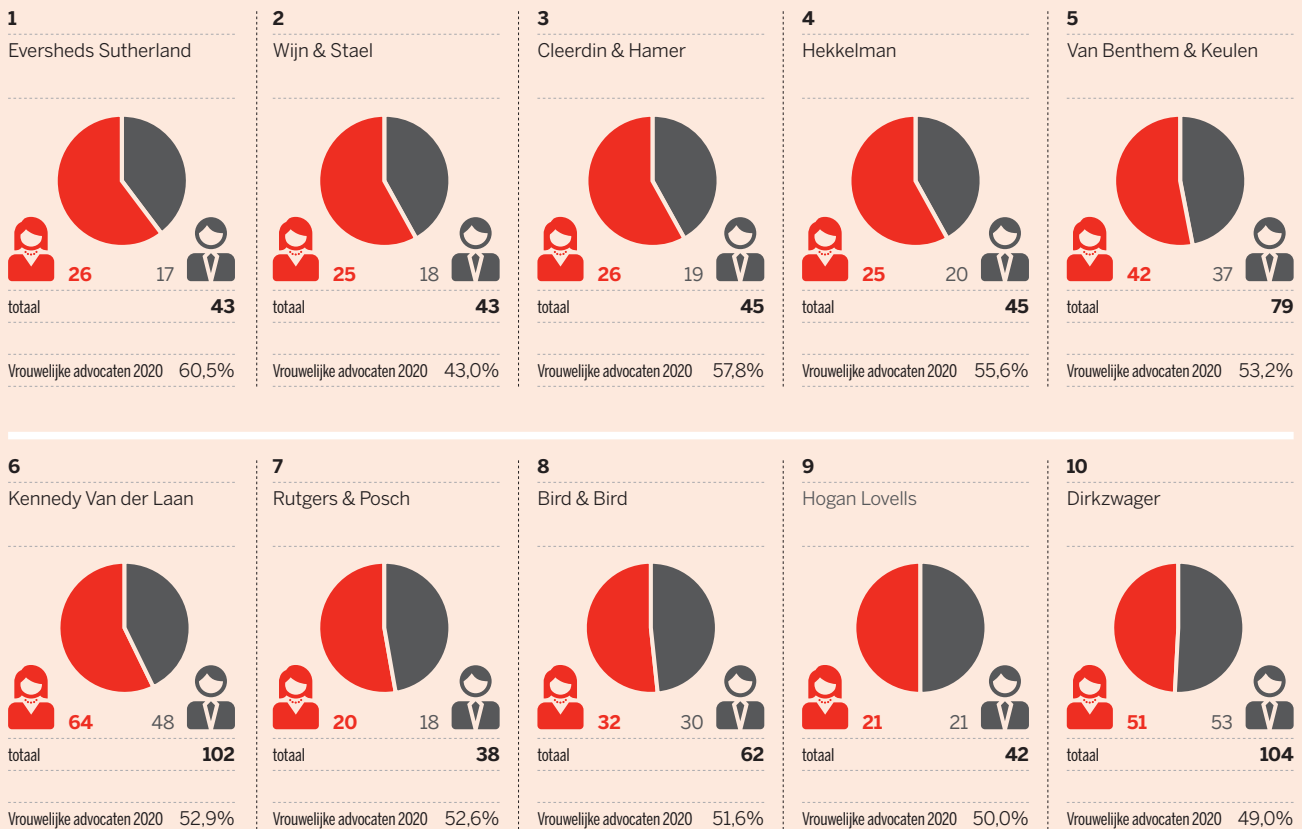 1
Eversheds Sutherland
26 17
totaal 43
Vrouwelijke advocaten 2020 60,5%
2
Wijn & Stael
25 18
totaal 43
Vrouwelijke advocaten 2020 43,0%
3
Cleerdin & Hamer
26 19
totaal 45
Vrouwelijke advocaten 2020 57,8%
4
Hekkelman
25 20
totaal 45
Vrouwelijke advocaten 2020 55,6%
5
Van Benthem & Keulen
42 37
totaal 79
Vrouwelijke advocaten 2020 53,2%
6
Kennedy Van der Laan
64 48
totaal 102
Vrouwelijke advocaten 2020 52,9%
7
Rutgers & Posch
20 18
totaal 38
Vrouwelijke advocaten 2020 52,6%
8
Bird & Bird
32 30
totaal 62
Vrouwelijke advocaten 2020 51,6%
9
Hogan Lovells
21 21
totaal 42
Vrouwelijke advocaten 2020 50,0%
10
Dirkzwager
51 53
totaal 104
Vrouwelijke advocaten 2020 49,0%